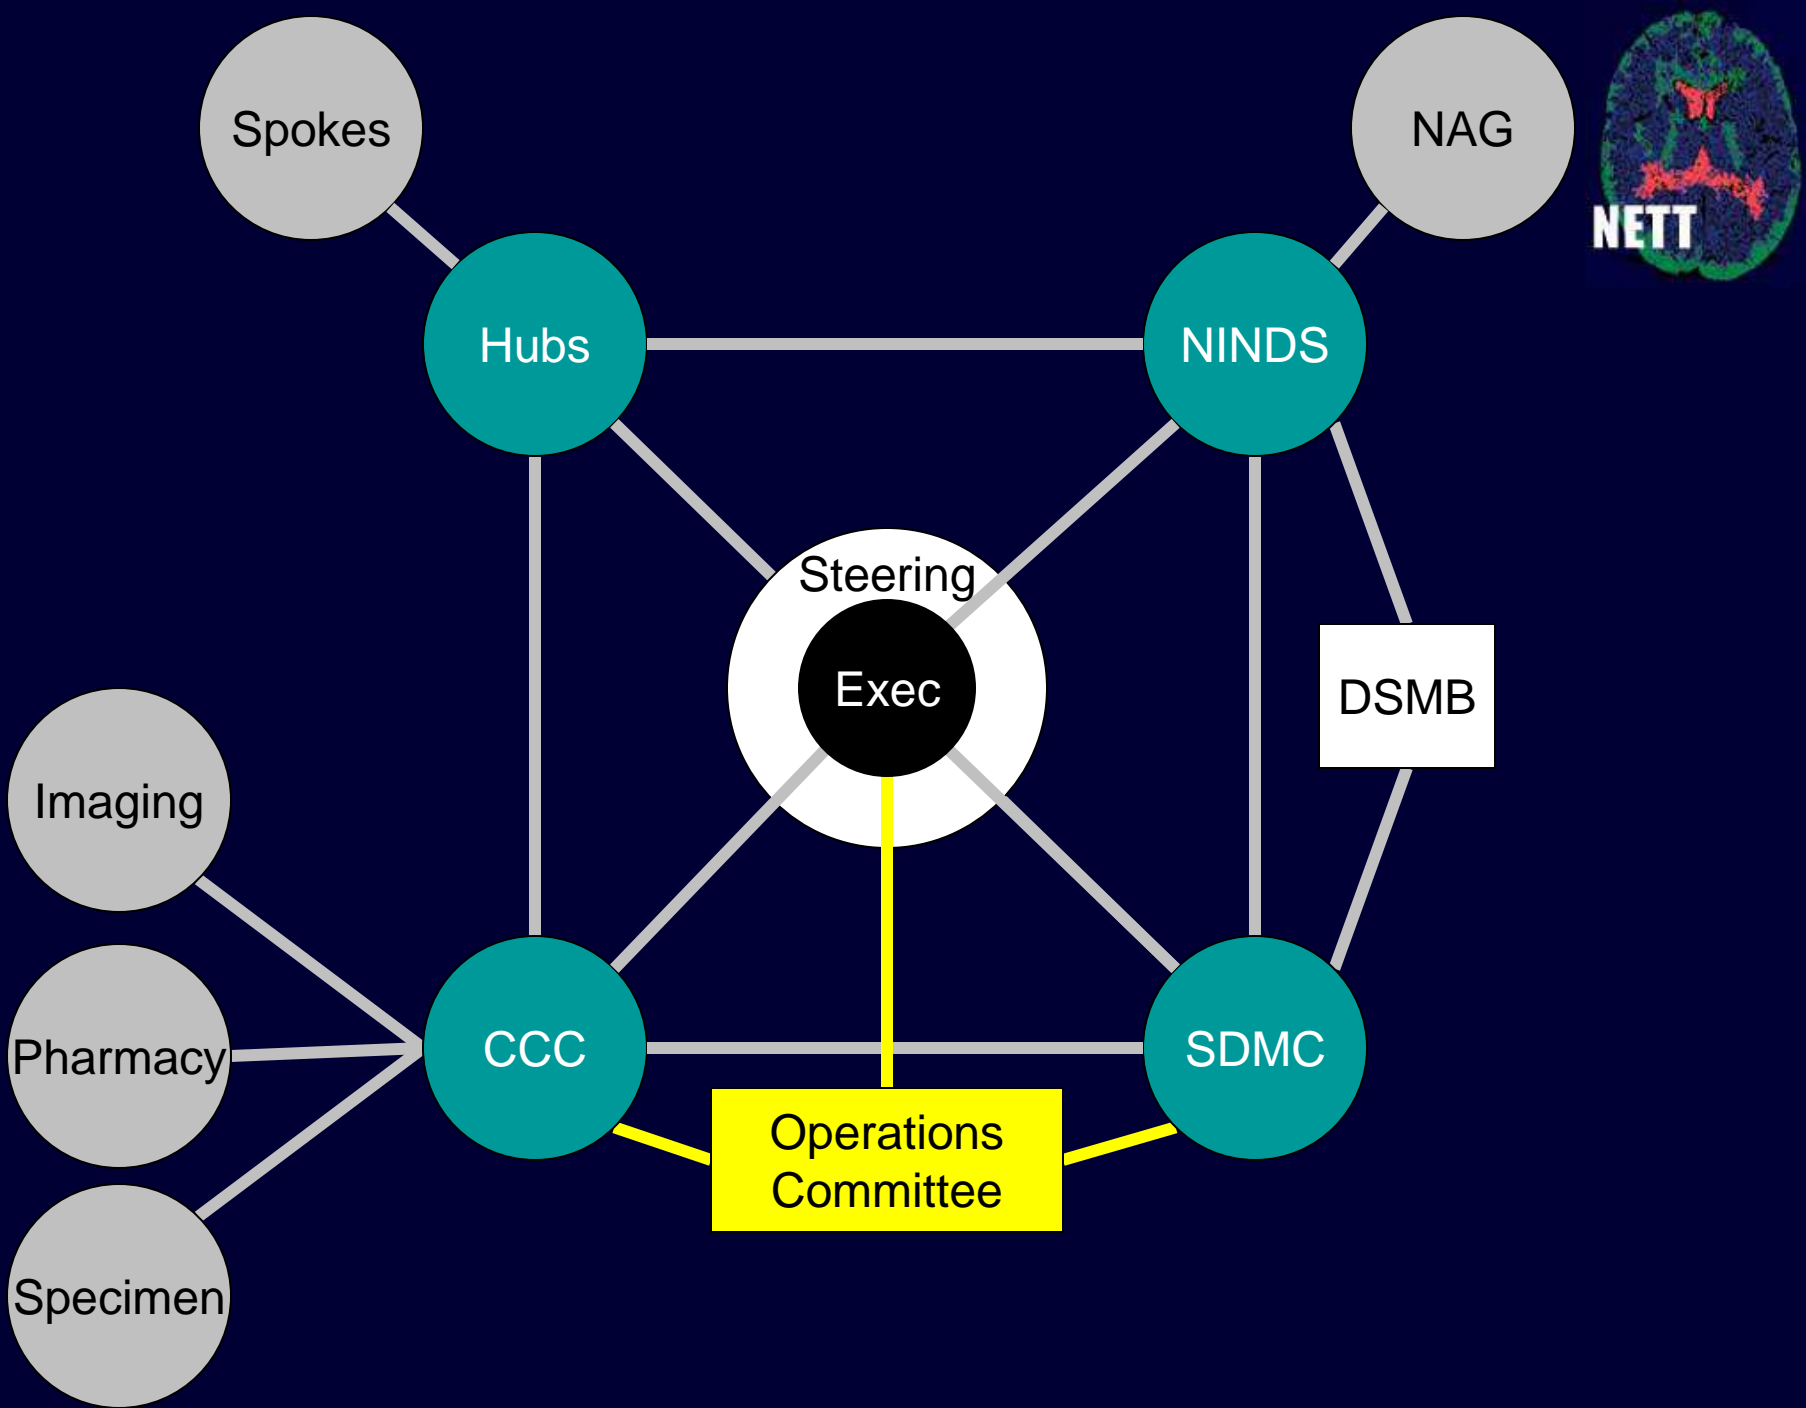 Spokes
NAG
NETT
Hubs
NINDS
Steering
Exec
DSMB
Imaging
Pharmacy
CCC
SDMC
Operations
Committee
Specimen